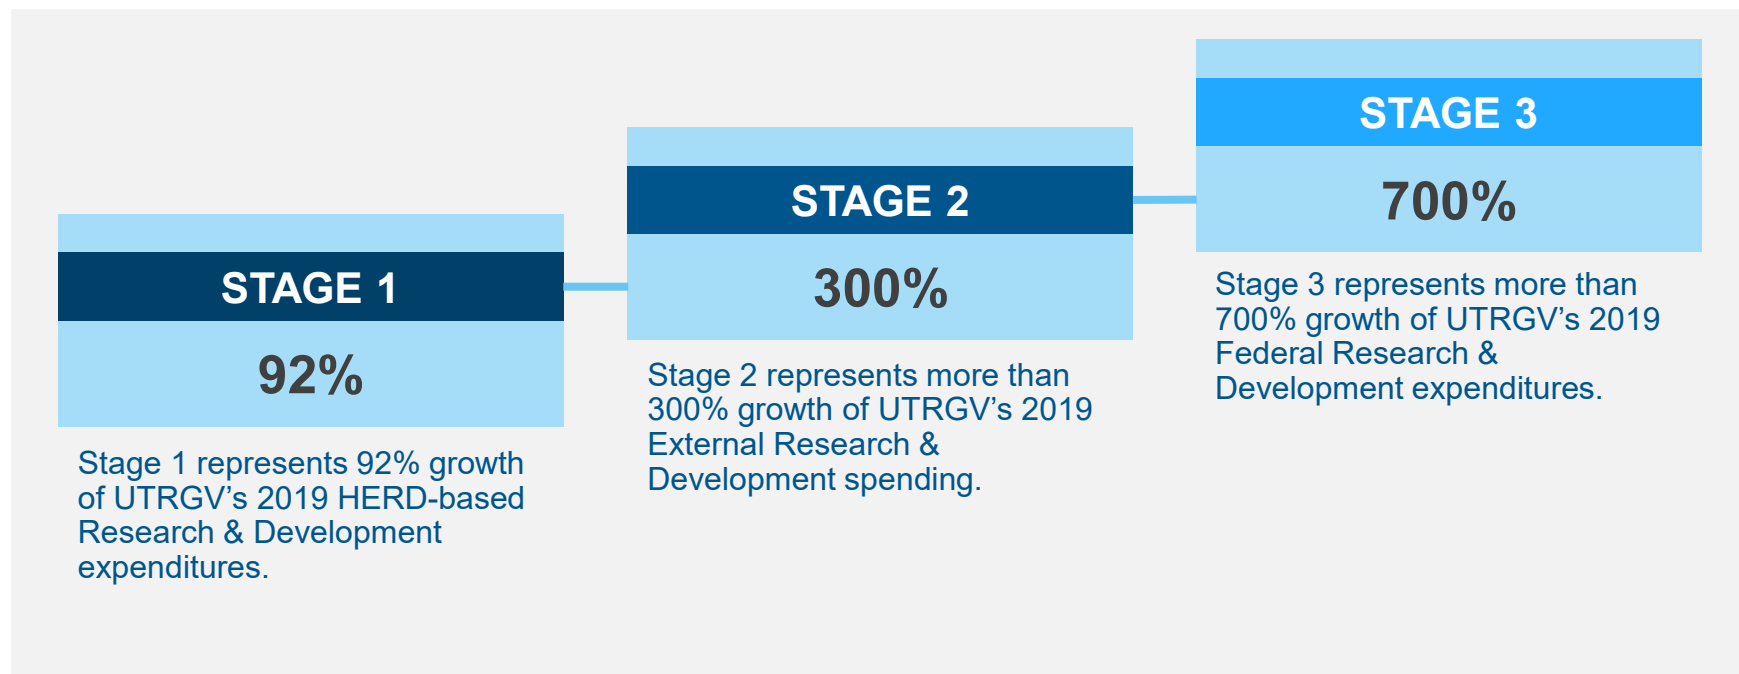 STAGE 1
92%
Stage 1 represents 92% growth
of UTRGV’s 2019 HERD-based
Research & Development
expenditures.
STAGE 2
300%
Stage 2 represents more than
300% growth of UTRGV’s 2019
External Research &
Development spending.
STAGE 3
700%
Stage 3 represents more than
700% growth of UTRGV’s 2019
Federal Research &
Development expenditures.